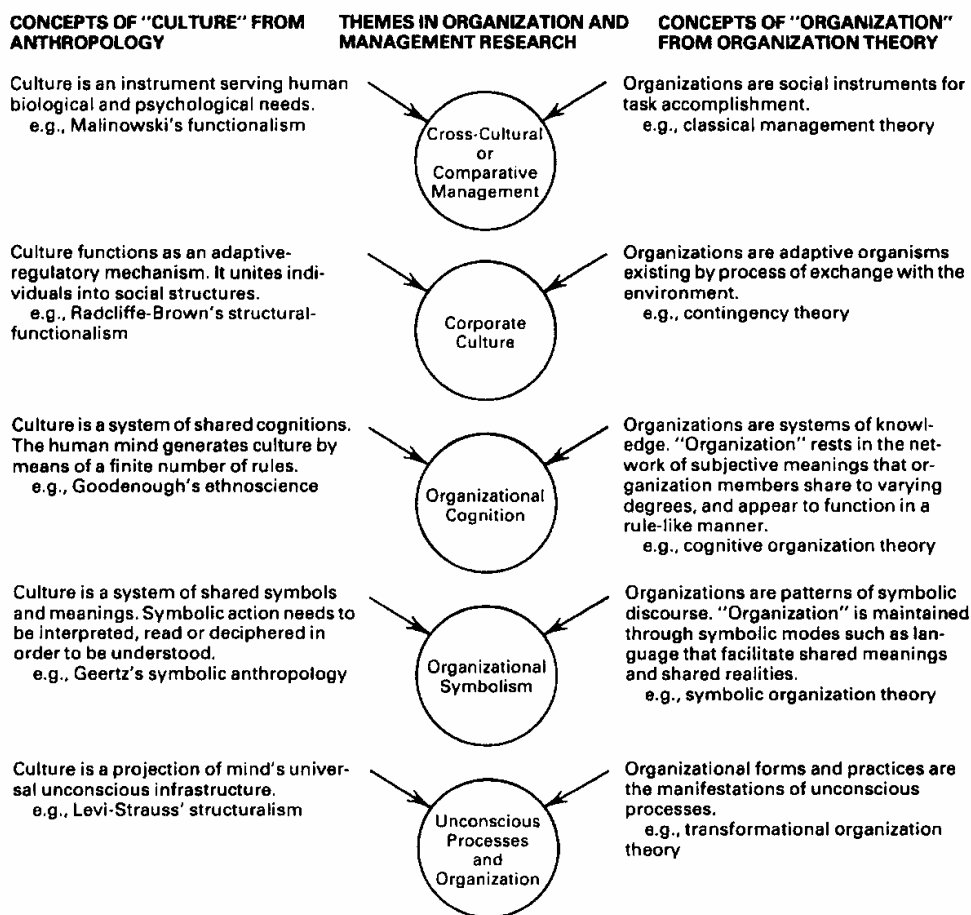 CONCEPTS OF "CULTURE" FROM
ANTHROPOLOGY
THEMES IN ORGANIZATION AND
MANAGEMENT RESEARCH
CONCEPTS OF "ORGANIZATION"
FROM ORGANIZATION THEORY
Culture is an instrument serving human
biological and psychological needs.
e.g., Malinowski's functionalism
Cross-Cultural
or
Comparative
Management
Organizations are social instruments for
task accomplishment.
e.g., classical management theory
Culture functions as an adaptive-
regulatory mechanism. It unites indi-
viduals into social structures.
e.g., Radcliffe-Brown's structural-
functionalism
Corporate
Culture
Organizations are adaptive organisms
existing by process of exchange with the
environment.
e.g., contingency theory
Culture is a system of shared cognitions.
The human mind generates culture by
means of a finite number of rules.
e.g., Goodenough's ethnoscience
Organizational
Cognition
Organizations are systems of knowl-
edge. "Organization" rests in the net-
work of subjective meanings that or-
ganization members share to varying
degrees, and appear to function in a
rule-like manner.
e.g., cognitive organization theory
Culture is a system of shared symbols
and meanings. Symbolic action needs to
be interpreted, read or deciphered in
order to be understood.
e.g., Geertz's symbolic anthropology
Organizational
Symbolism
Organizations are patterns of symbolic
discourse. "Organization" is maintained
through symbolic modes such as lan-
guage that facilitate shared meanings
and shared realities.
e.g., symbolic organization theory
Culture is a projection of mind's univer-
sal unconscious infrastructure.
e.g., Levi-Strauss' structuralism
Unconscious
Processes
and
Organization
Organizational forms and practices are
the manifestations of unconscious
processes.
e.g., transformational organization
theory